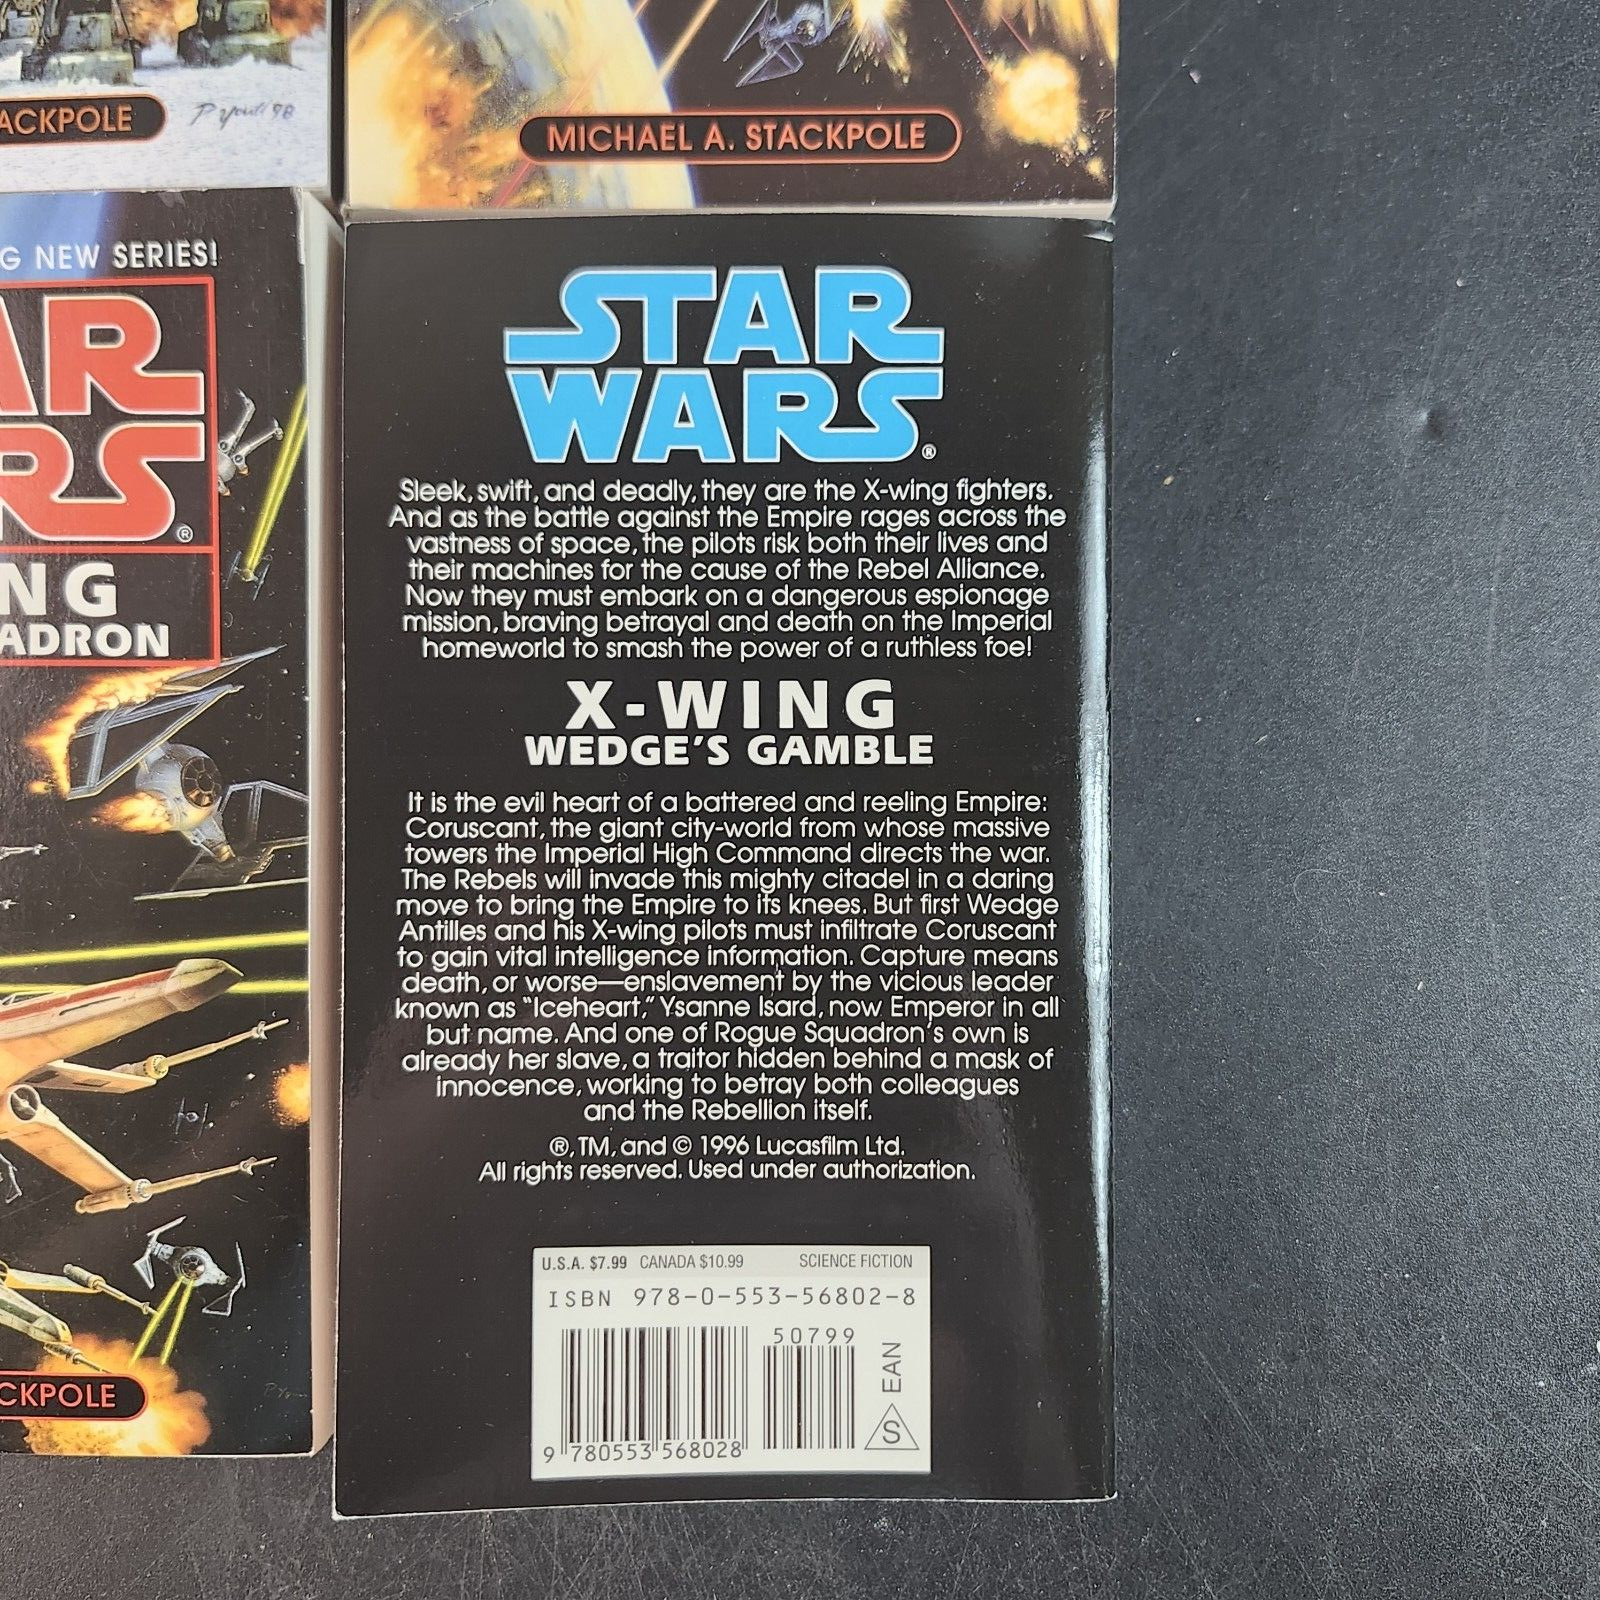 ACKPOLE
MICHAEL A. STACKPOLE
G NEW SERIES!
AR
RS®
NG
ADRON
CKPOLE
STAR
WARS®
Sleek, swift, and deadly, they are the X-wing fighters.
And as the battle against the Empire rages across the
vastness of space, the pilots risk both their lives and
their machines for the cause of the Rebel Alliance.
Now they must embark on a dangerous espionage
mission, braving betrayal and death on the Imperial
homeworld to smash the power of a ruthless foe!
X-WING
WEDGE'S GAMBLE
It is the evil heart of a battered and reeling Empire:
Coruscant, the giant city-world from whose massive
towers the Imperial High Command directs the war.
The Rebels will invade this mighty citadel in a daring
move to bring the Empire to its knees. But first Wedge
Antilles and his X-wing pilots must infiltrate Coruscant
to gain vital intelligence information. Capture means
death, or worse—enslavement by the vicious leader
known as "Iceheart," Ysanne Isard, now Emperor in all
but name. And one of Rogue Squadron's own is
already her slave, a traitor hidden behind a mask of
innocence, working to betray both colleagues
and the Rebellion itself.
®, TM, and © 1996 Lucasfilm Ltd.
All rights reserved. Used under authorization.
U.S.A. $7.99 CANADA $10.99 SCIENCE FICTION
ISBN 978-0-553-56802-8
50799
9 780553 568028
EAN
S